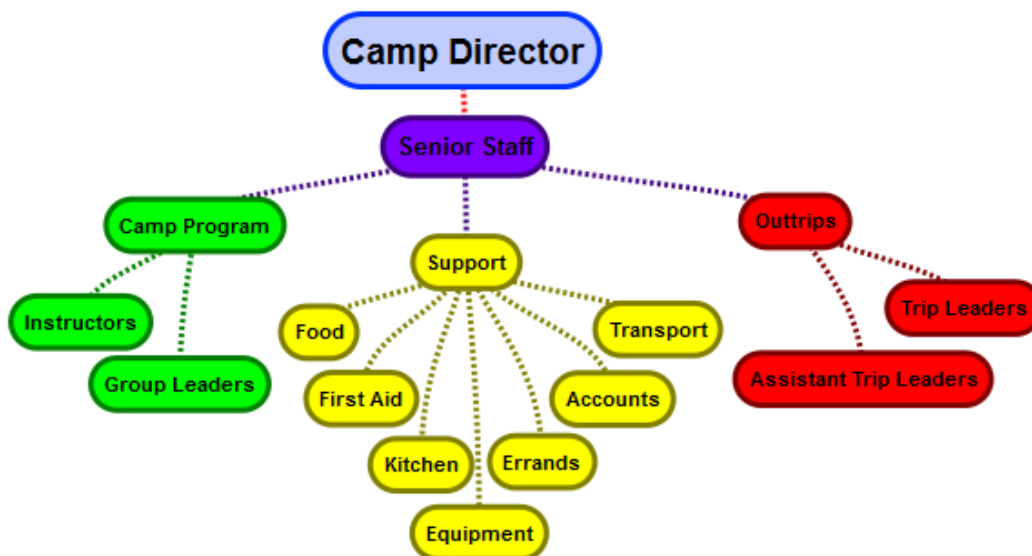 Camp Director
Senior Staff
Camp Program
Outtrips
Support
Instructors
Group Leaders
Food
Transport
First Aid
Accounts
Kitchen
Errands
Equipment
Trip Leaders
Assistant Trip Leaders